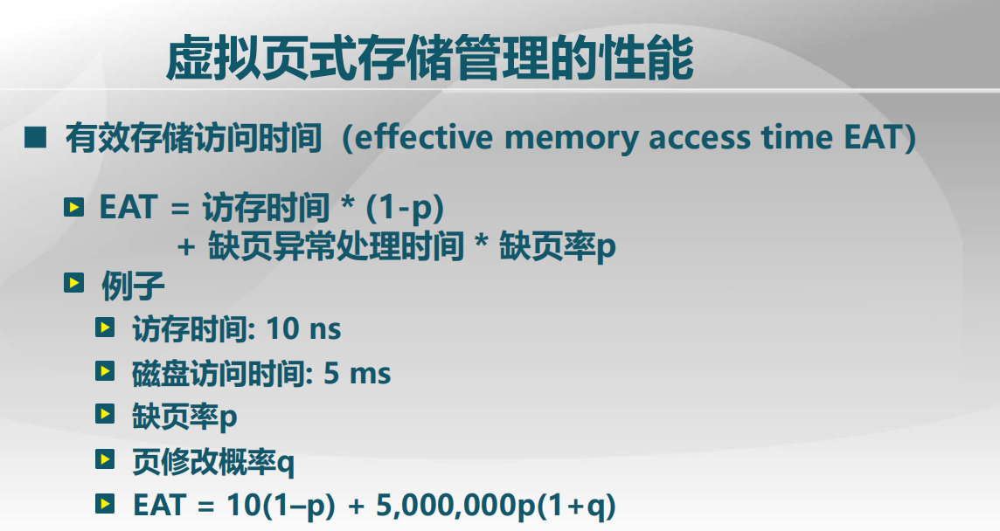 虚拟页式存储管理的性能
有效存储访问时间（effective memory access time EAT）
EAT = 访存时间 * (1-p)
+ 缺页异常处理时间 * 缺页率p
例子
访存时间: 10 ns
磁盘访问时间: 5 ms
缺页率p
页修改概率q
EAT = 10(1–p) + 5,000,000p(1+q)